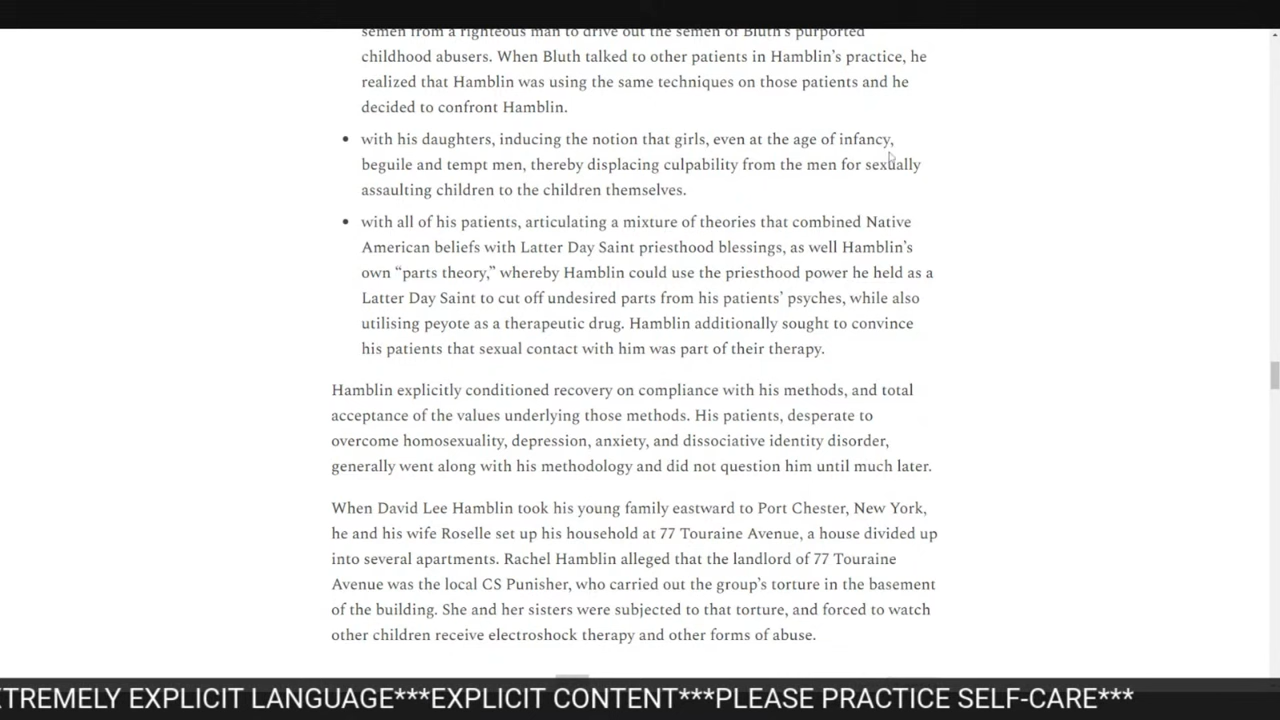 semen from a righteous man to drive out the semen of Bluth's purported
childhood abusers. When Bluth talked to other patients in Hamblin's practice, he
realized that Hamblin was using the same techniques on those patients and he
decided to confront Hamblin.
• with his daughters, inducing the notion that girls, even at the age of infancy,
beguile and tempt men, thereby displacing culpability from the men for sexually
assaulting children to the children themselves.
• with all of his patients, articulating a mixture of theories that combined Native
American beliefs with Latter Day Saint priesthood blessings, as well Hamblin's
own “parts theory,” whereby Hamblin could use the priesthood power he held as a
Latter Day Saint to cut off undesired parts from his patients' psyches, while also
utilising peyote as a therapeutic drug. Hamblin additionally sought to convince
his patients that sexual contact with him was part of their therapy.
Hamblin explicitly conditioned recovery on compliance with his methods, and total
acceptance of the values underlying those methods. His patients, desperate to
overcome homosexuality, depression, anxiety, and dissociative identity disorder,
generally went along with his methodology and did not question him until much later.
When David Lee Hamblin took his young family eastward to Port Chester, New York,
he and his wife Roselle set up his household at 77 Touraine Avenue, a house divided up
into several apartments. Rachel Hamblin alleged that the landlord of 77 Touraine
Avenue was the local CS Punisher, who carried out the group's torture in the basement
of the building. She and her sisters were subjected to that torture, and forced to watch
other children receive electroshock therapy and other forms of abuse.
XTREMELY EXPLICIT LANGUAGE***EXPLICIT CONTENT***PLEASE PRACTICE SELF-CARE***